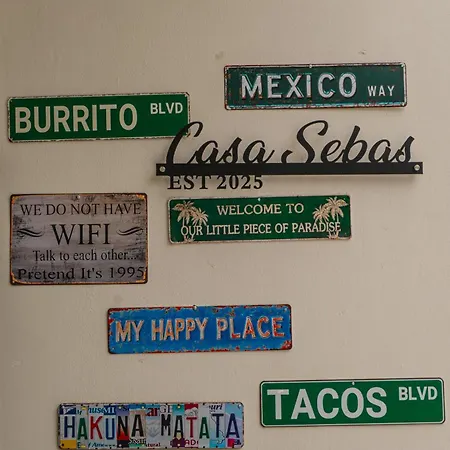 MEXICO WAY
BURRITO BLVD
Casa Sebas
EST 2025
WE DO NOT HAVE
WIFI
Talk to each other...
Pretend It's 1995
WELCOME TO
OUR LITTLE PIECE OF PARADISE
MY HAPPY PLACE
TACOS BLVD
HAKUNA MATATA